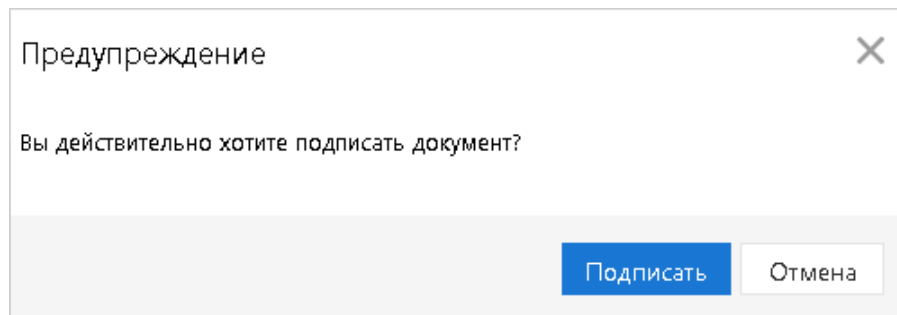 Предупреждение
Вы действительно хотите подписать документ?
Подписать Отмена